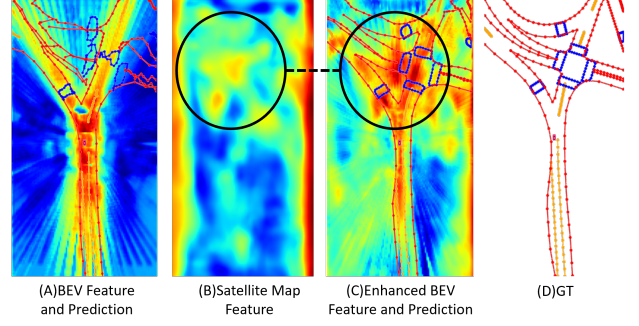 (A)BEV Feature
and Prediction
(B)Satellite Map
Feature
(C)Enhanced BEV
Feature and Prediction
(D)GT